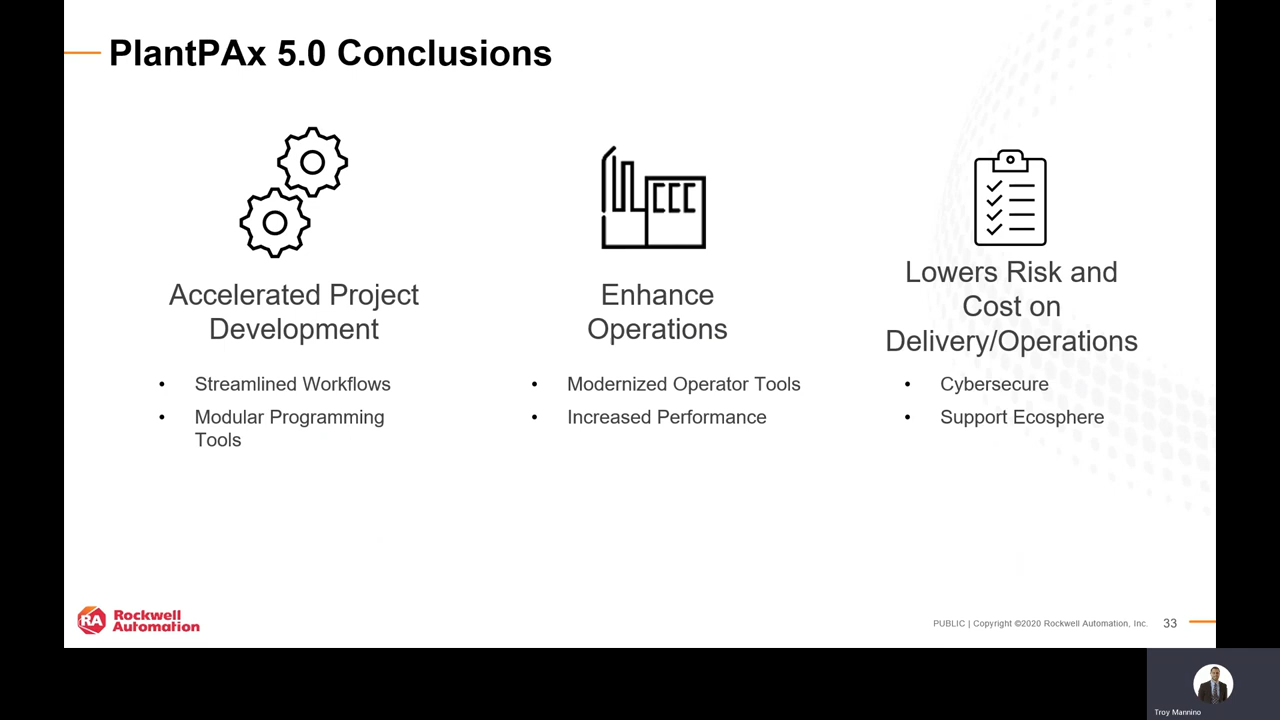 PlantPAx 5.0 Conclusions
Accelerated Project
Development
• Streamlined Workflows
• Modular Programming
Tools
Enhance
Operations
• Modernized Operator Tools
• Increased Performance
Lowers Risk and
Cost on
Delivery/Operations
• Cybersecure
• Support Ecosphere
RA Rockwell
Automation
PUBLIC | Copyright ©2020 Rockwell Automation, Inc. 33
Troy Mannino